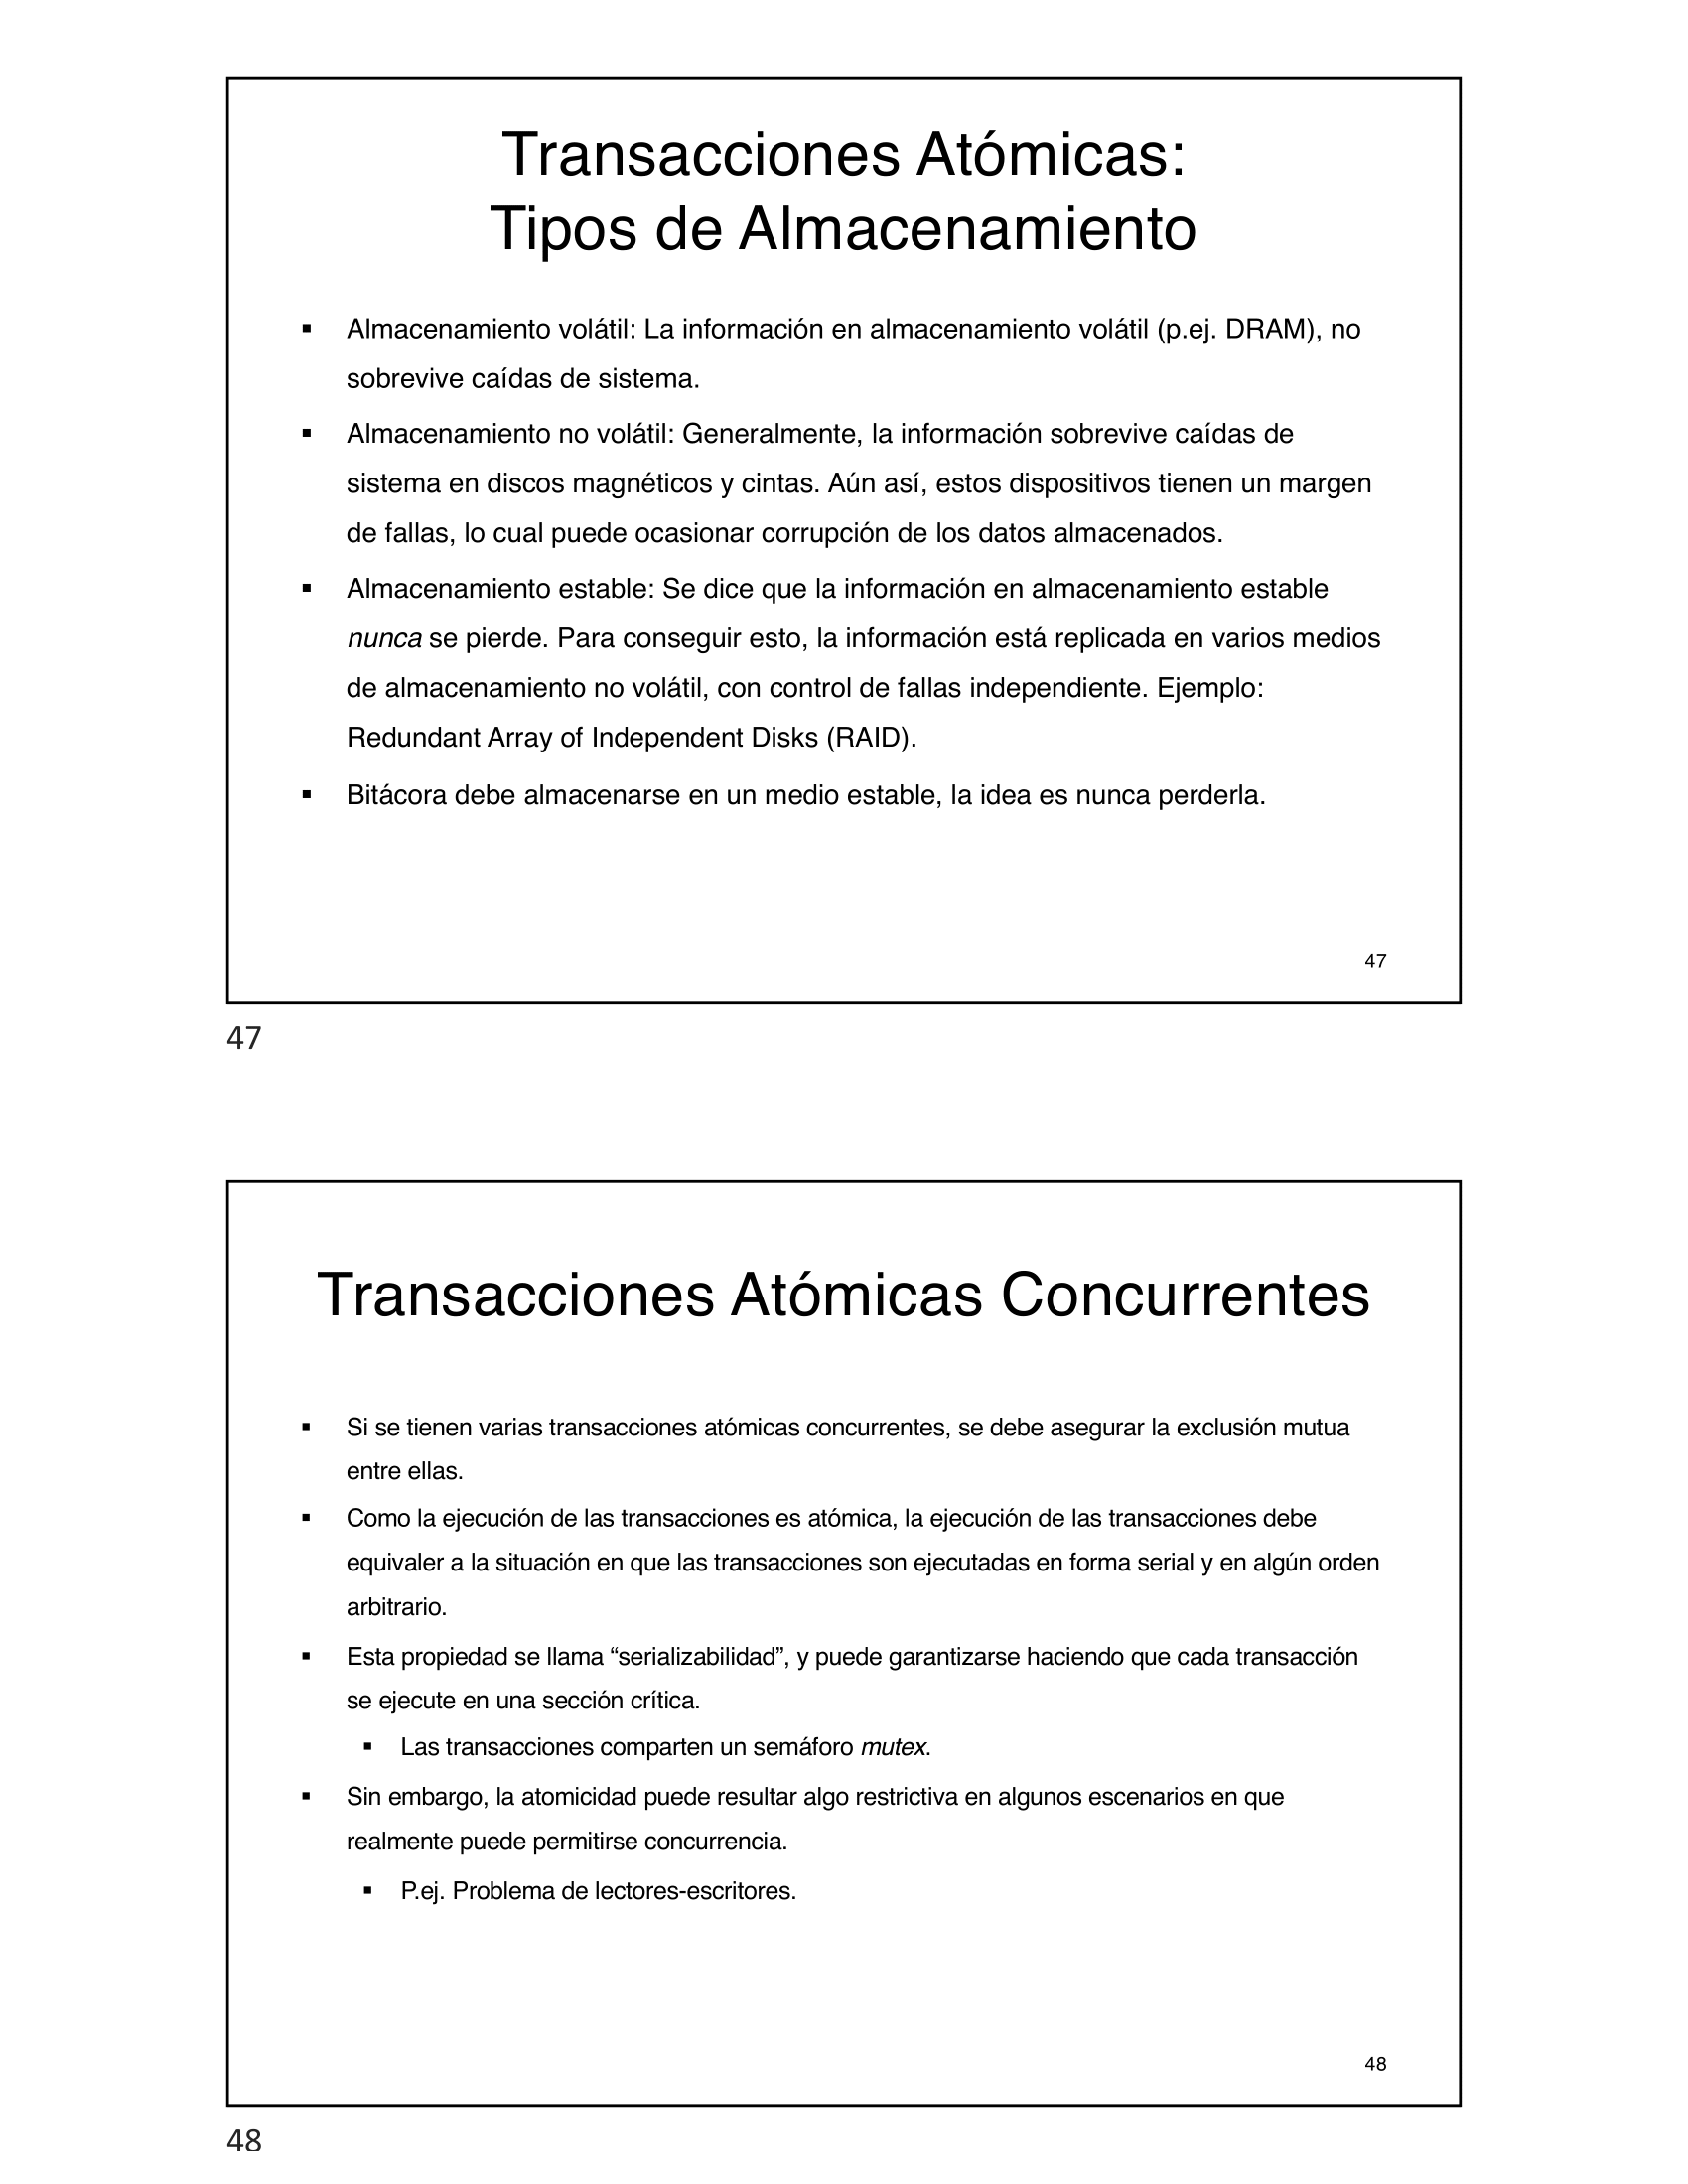 Transacciones Atómicas:
Tipos de Almacenamiento
▪ Almacenamiento volátil: La información en almacenamiento volátil (p.ej. DRAM), no
sobrevive caídas de sistema.
▪ Almacenamiento no volátil: Generalmente, la información sobrevive caídas de
sistema en discos magnéticos y cintas. Aún así, estos dispositivos tienen un margen
de fallas, lo cual puede ocasionar corrupción de los datos almacenados.
▪ Almacenamiento estable: Se dice que la información en almacenamiento estable
nunca se pierde. Para conseguir esto, la información está replicada en varios medios
de almacenamiento no volátil, con control de fallas independiente. Ejemplo:
Redundant Array of Independent Disks (RAID).
▪ Bitácora debe almacenarse en un medio estable, la idea es nunca perderla.
47
47
Transacciones Atómicas Concurrentes
▪ Si se tienen varias transacciones atómicas concurrentes, se debe asegurar la exclusión mutua
entre ellas.
▪ Como la ejecución de las transacciones es atómica, la ejecución de las transacciones debe
equivaler a la situación en que las transacciones son ejecutadas en forma serial y en algún orden
arbitrario.
▪ Esta propiedad se llama “serializabilidad”, y puede garantizarse haciendo que cada transacción
se ejecute en una sección crítica.
▪ Las transacciones comparten un semáforo mutex.
▪ Sin embargo, la atomicidad puede resultar algo restrictiva en algunos escenarios en que
realmente puede permitirse concurrencia.
▪ P.ej. Problema de lectores-escritores.
48
48